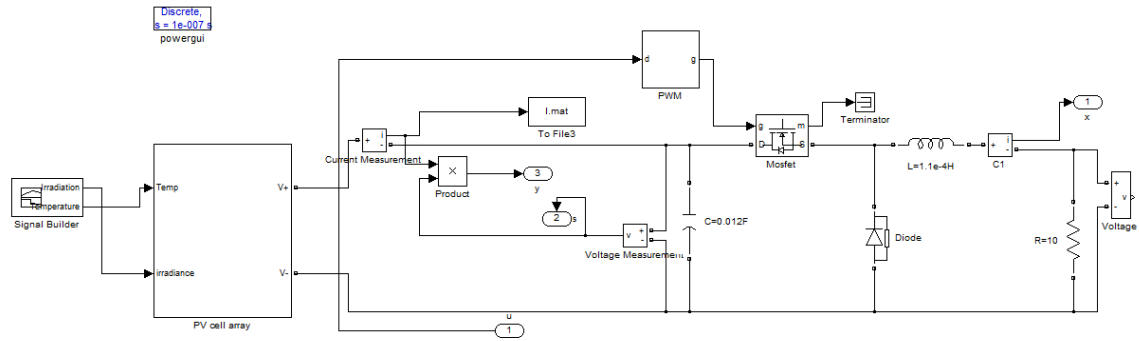 Discrete,
s = 1e-007 s
powergui
Irradiation
Temperature
Signal Builder
Temp
irradiance
V+
V-
PV cell array
+
i
-
Current Measurement
I.mat
To File3
×
Product
3
y
2
s
v
+
-
Voltage Measurement
u
1
d
g
PWM
C=0.012F
g
m
D
S
Mosfet
Terminator
Diode
L=1.1e-4H
+
i
-
C1
1
x
R=10
+
v
-
Voltage